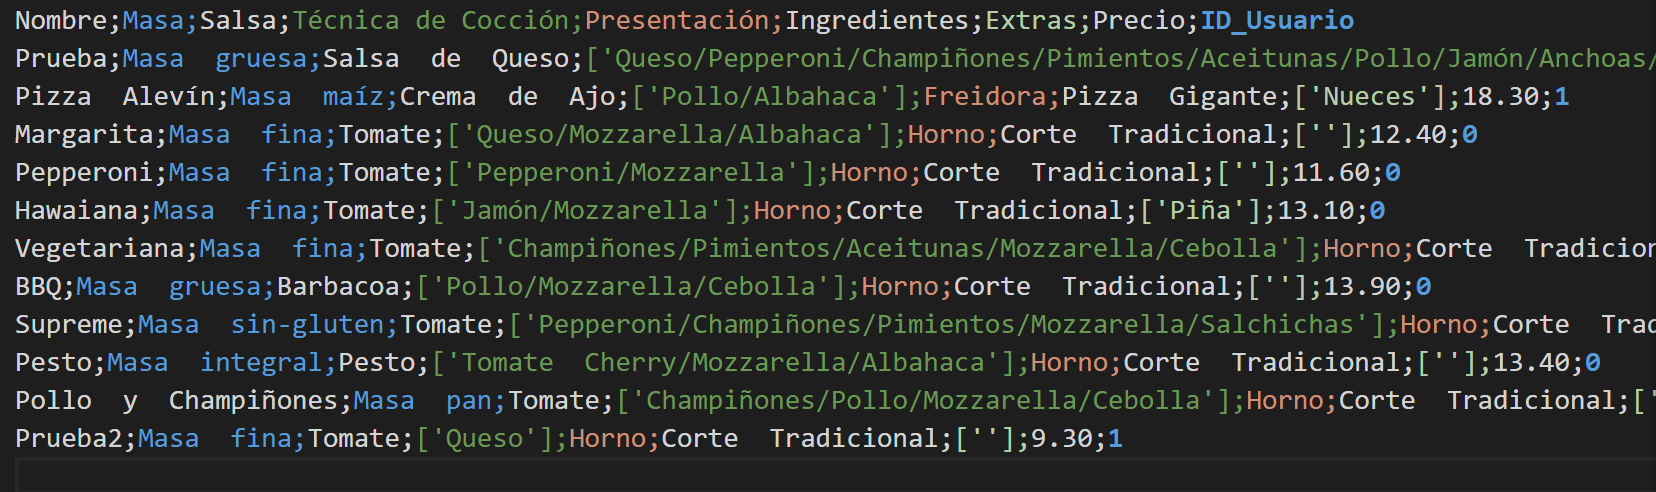 Nombre;Masa;Salsa;Técnica de Cocción;Presentación;Ingredientes;Extras;Precio;ID_Usuario
Prueba;Masa gruesa;Salsa de Queso;['Queso/Pepperoni/Champiñones/Pimientos/Aceitunas/Pollo/Jamón/Anchoas/
Pizza Alevín;Masa maíz;Crema de Ajo;['Pollo/Albahaca'];Freidora;Pizza Gigante;['Nueces'];18.30;1
Margarita;Masa fina;Tomate;['Queso/Mozzarella/Albahaca'];Horno;Corte Tradicional;[''];12.40;0
Pepperoni;Masa fina;Tomate;['Pepperoni/Mozzarella'];Horno;Corte Tradicional;[''];11.60;0
Hawaiana;Masa fina;Tomate;['Jamón/Mozzarella'];Horno;Corte Tradicional;['Piña'];13.10;0
Vegetariana;Masa fina;Tomate;['Champiñones/Pimientos/Aceitunas/Mozzarella/Cebolla'];Horno;Corte Tradicion
BBQ;Masa gruesa;Barbacoa;['Pollo/Mozzarella/Cebolla'];Horno;Corte Tradicional;[''];13.90;0
Supreme;Masa sin-gluten;Tomate;['Pepperoni/Champiñones/Pimientos/Mozzarella/Salchichas'];Horno;Corte Trad
Pesto;Masa integral;Pesto;['Tomate Cherry/Mozzarella/Albahaca'];Horno;Corte Tradicional;[''];13.40;0
Pollo y Champiñones;Masa pan;Tomate;['Champiñones/Pollo/Mozzarella/Cebolla'];Horno;Corte Tradicional;['
Prueba2;Masa fina;Tomate;['Queso'];Horno;Corte Tradicional;[''];9.30;1